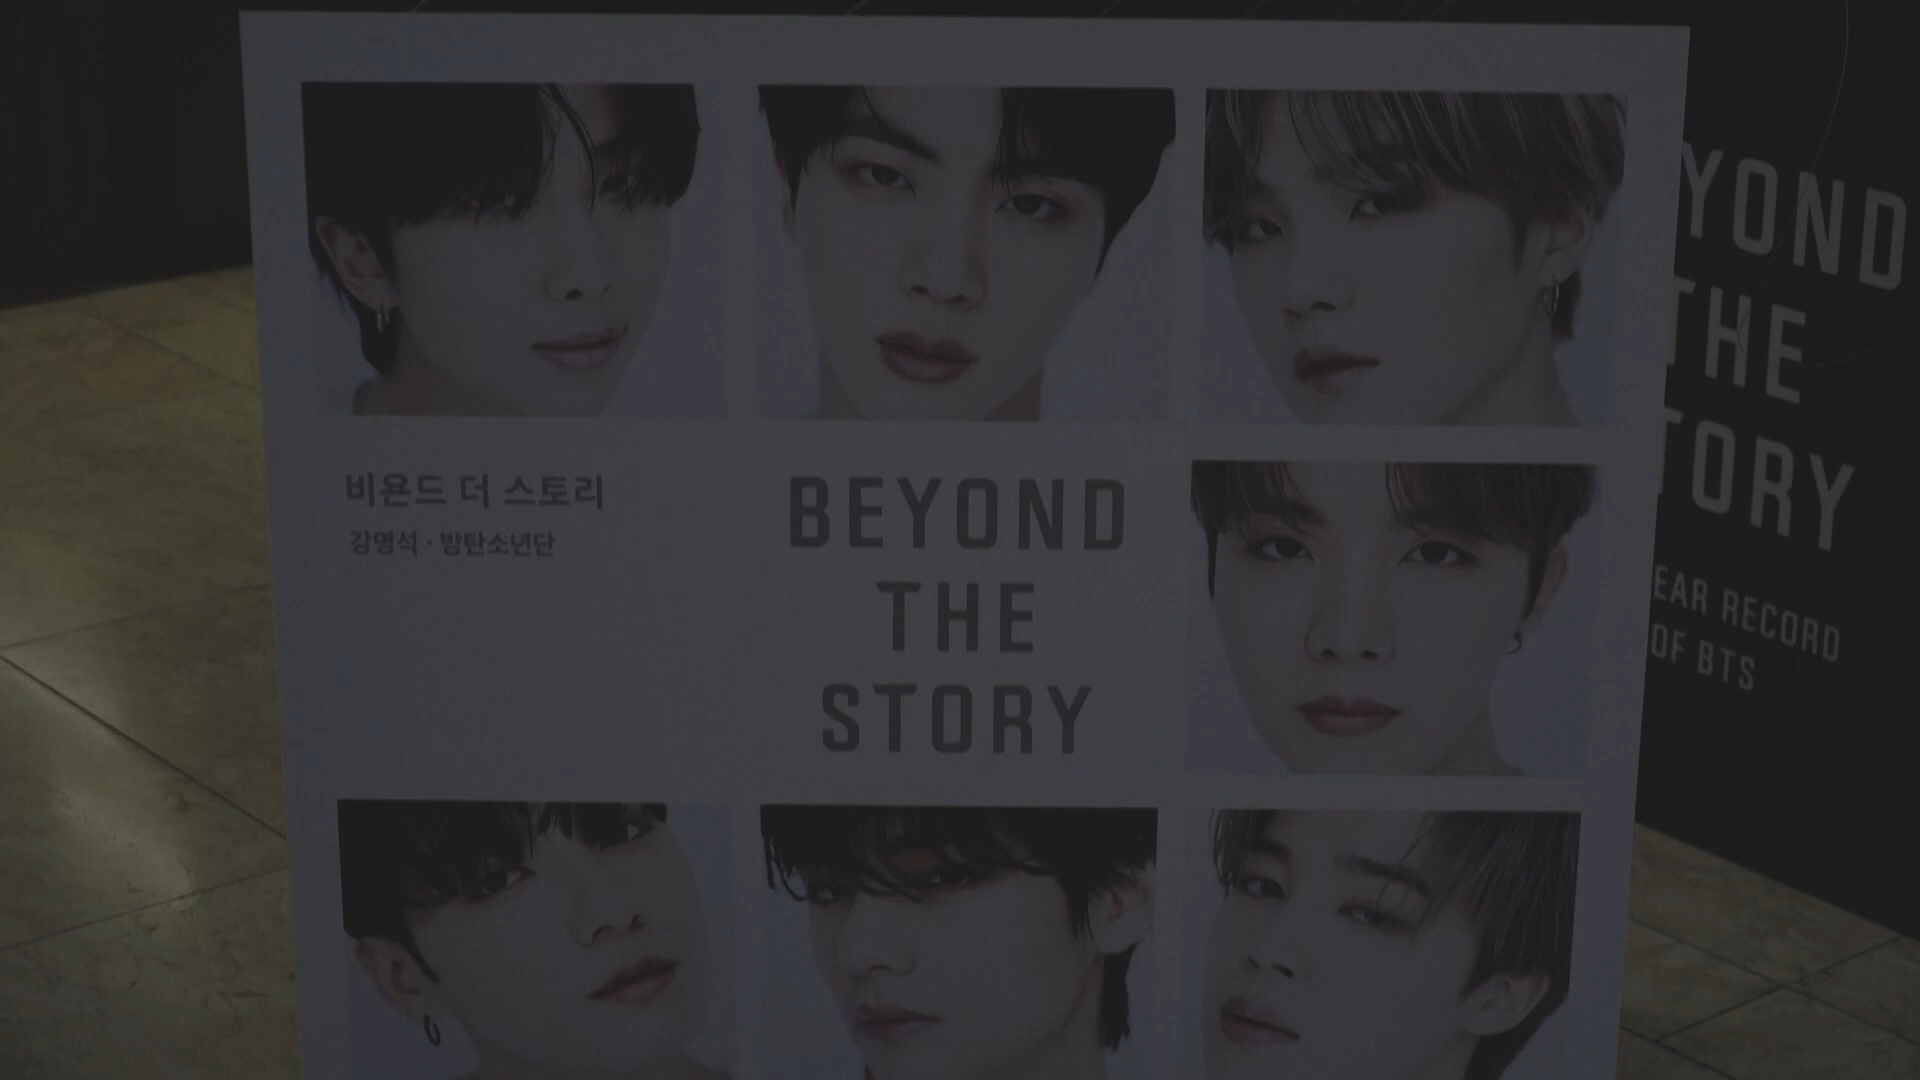 비욘드 더 스토리
강명석 · 방탄소년단
BEYOND
THE
STORY
YOND
THE
TORY
EAR RECORD
OF BTS